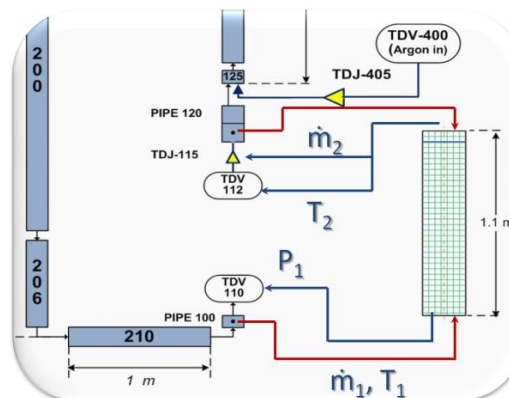 200
TDV-400
(Argon in)
125
TDJ-405
PIPE 120
TDJ-115
ṁ₂
TDV
112
T₂
1.1 m
206
P₁
TDV
110
PIPE 100
210
1 m
ṁ₁, T₁